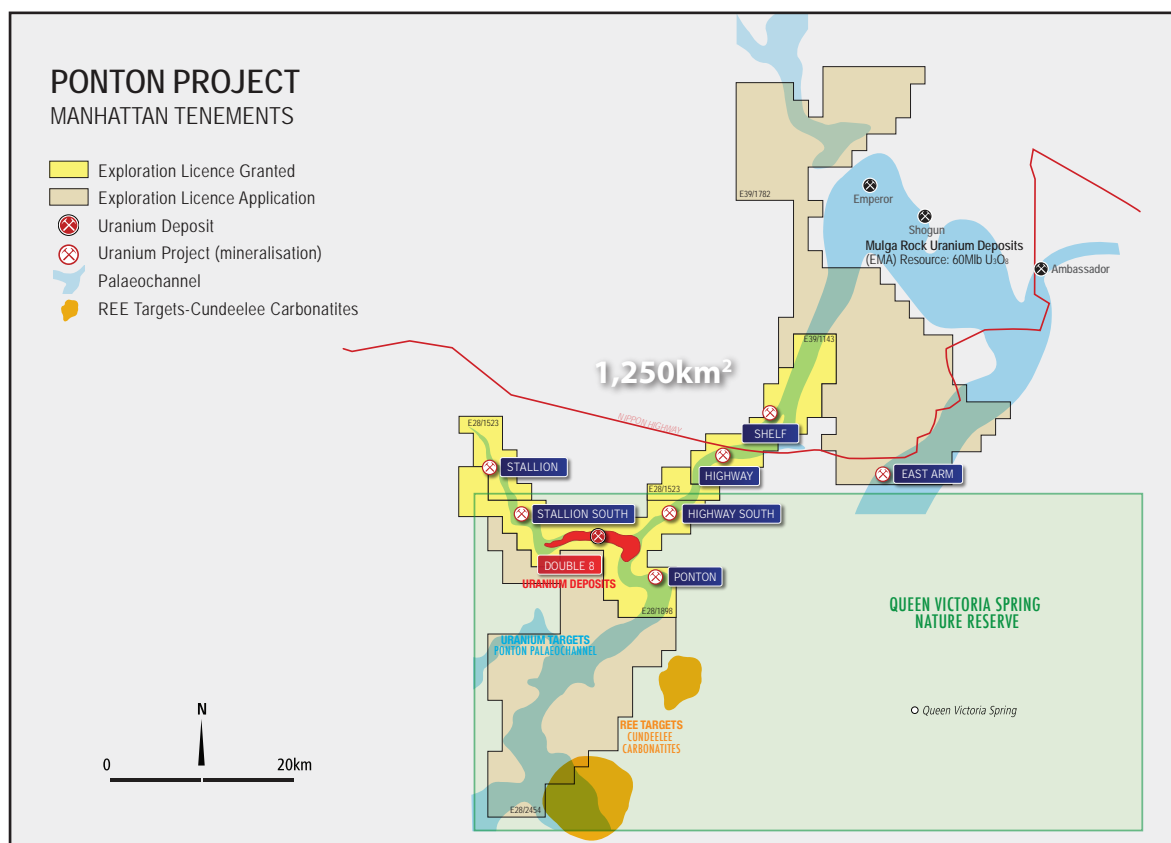 PONTON PROJECT
MANHATTAN TENEMENTS
Exploration Licence Granted
Exploration Licence Application
Uranium Deposit
Uranium Project (mineralisation)
Palaeochannel
REE Targets-Cundeelee Carbonatites
E39/1782
Emperor
Shogun
Mulga Rock Uranium Deposits
(EMA) Resource: 60Mlb U₃O₈
Ambassador
E39/1143
1,250km²
NIPPON HIGHWAY
SHELF
E28/1523
STALLION
HIGHWAY
EAST ARM
E28/1523
STALLION SOUTH
HIGHWAY SOUTH
DOUBLE 8
URANIUM DEPOSITS
PONTON
E28/1898
QUEEN VICTORIA SPRING
NATURE RESERVE
URANIUM TARGETS
PONTON PALAEOCHANNEL
Queen Victoria Spring
REE TARGETS
CUNDEELEE
CARBONATITES
N
0 20km
E28/2454